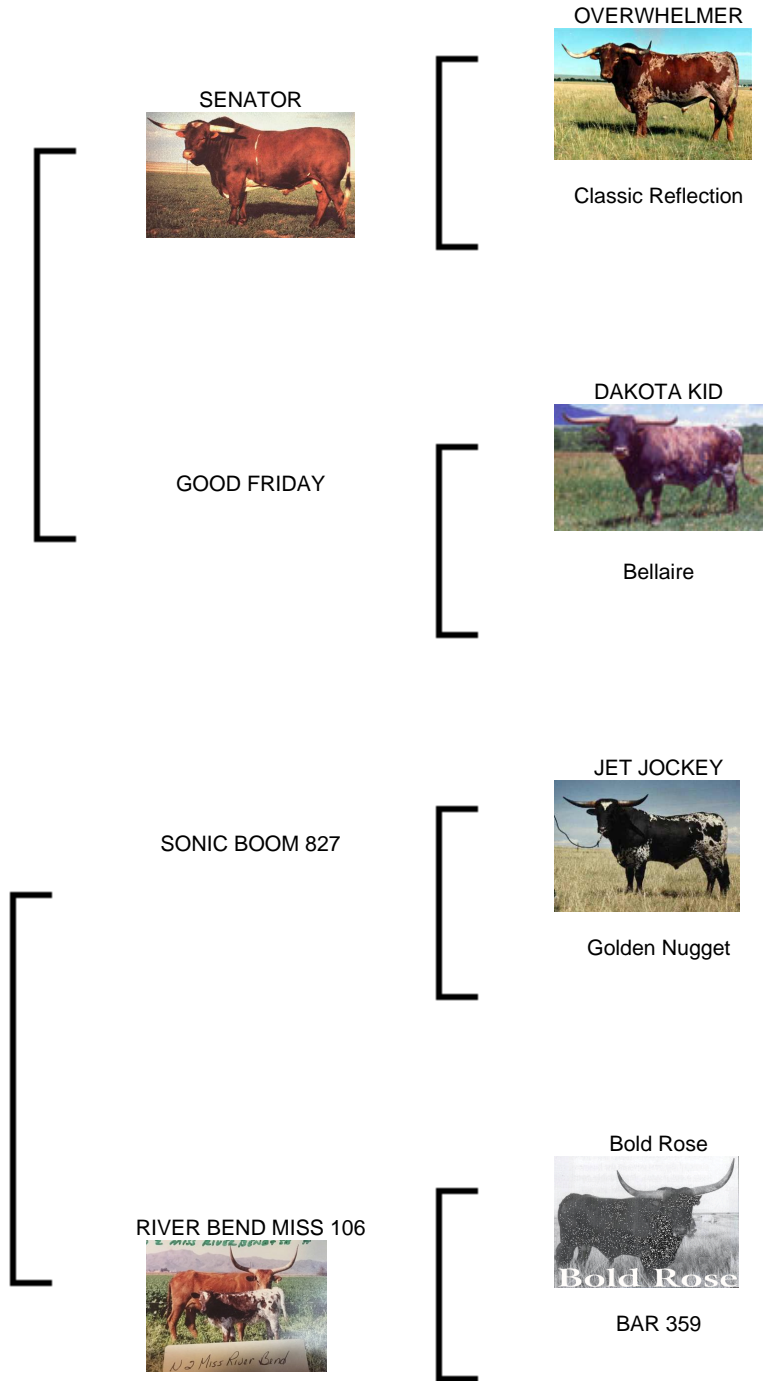 OVERWHELMER
SENATOR
Classic Reflection
DAKOTA KID
GOOD FRIDAY
Bellaire
JET JOCKEY
SONIC BOOM 827
Golden Nugget
Bold Rose
Bold Rose
RIVER BEND MISS 106
N 2 Miss River Bend
BAR 359